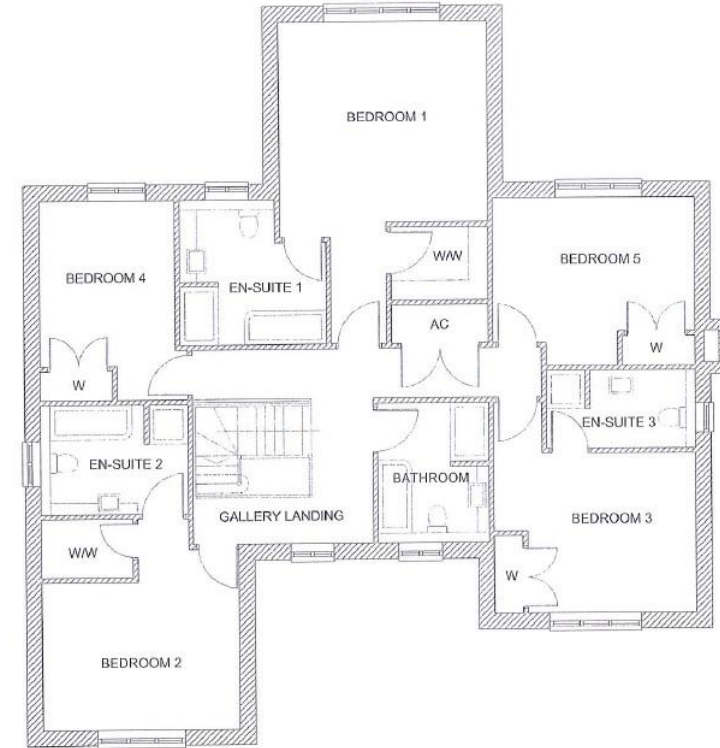 BEDROOM 1
W/W
BEDROOM 5
BEDROOM 4
EN-SUITE 1
AC
W
W
EN-SUITE 3
EN-SUITE 2
BATHROOM
GALLERY LANDING
BEDROOM 3
W/W
W
BEDROOM 2